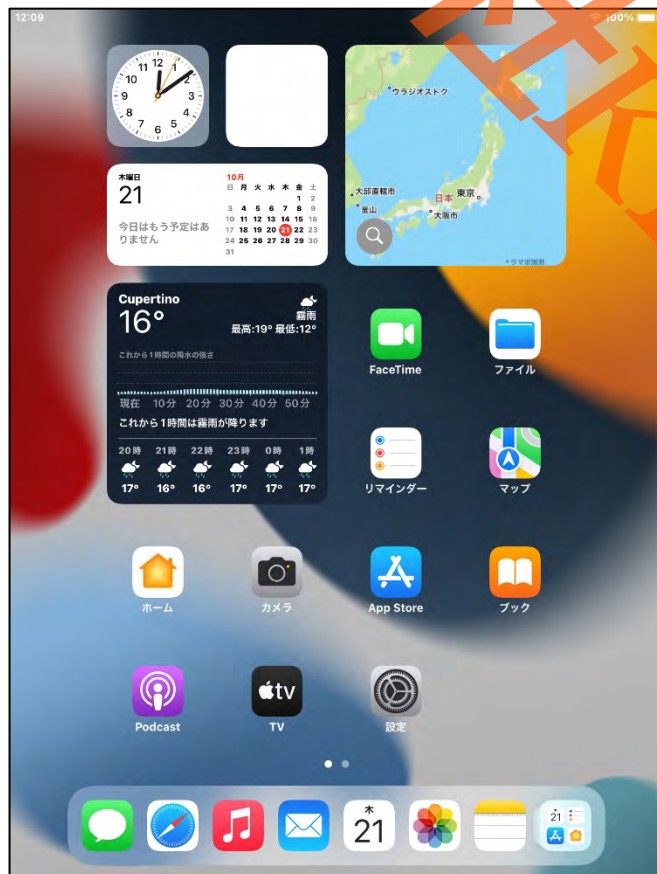 12:09
100%
11 12 1
10 2
9 3
8 4
7 6 5
ウラジオストク
大邱直轄市
釜山
日本
東京
大阪市
木曜日
21
今日はもう予定はあ
りません
10月
日 月 火 水 木 金 土
1 2
3 4 5 6 7 8 9
10 11 12 13 14 15 16
17 18 19 20 21 22 23
24 25 26 27 28 29 30
31
Cupertino
16°
霧雨
最高:19° 最低:12°
これから1時間の降水の強さ
現在 10分 20分 30分 40分 50分
これから1時間は霧雨が降ります
20時 21時 22時 23時 0時 1時
17° 16° 16° 17° 17° 17°
FaceTime
ファイル
リマインダー
マップ
ホーム
カメラ
App Store
ブック
Podcast
tv
TV
設定
木
21
21